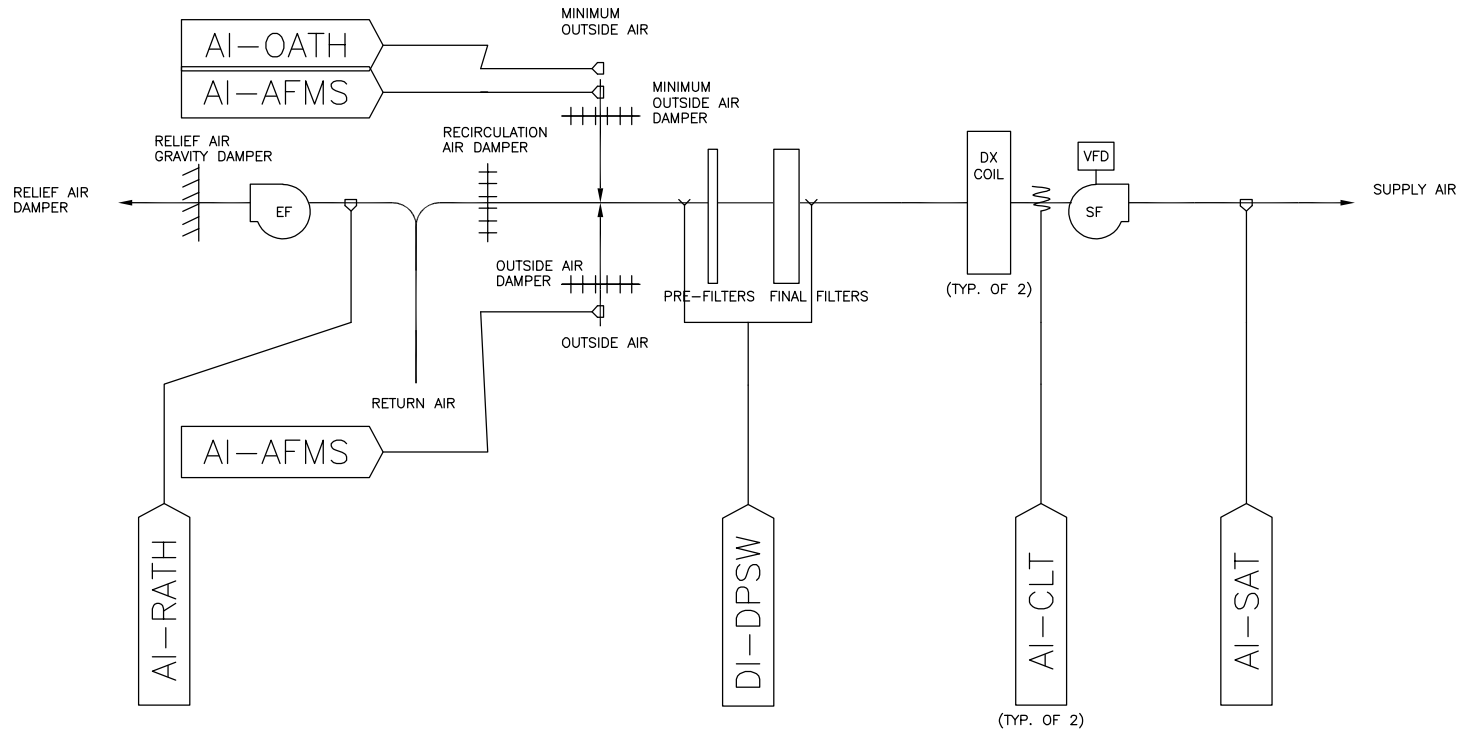 MINIMUM
OUTSIDE AIR
AI-OATH
AI-AFMS
MINIMUM
OUTSIDE AIR
DAMPER
RELIEF AIR
GRAVITY DAMPER
RECIRCULATION
AIR DAMPER
RELIEF AIR
DAMPER
EF
DX
COIL
VFD
SF
SUPPLY AIR
OUTSIDE AIR
DAMPER
PRE-FILTERS
FINAL FILTERS
(TYP. OF 2)
OUTSIDE AIR
RETURN AIR
AI-AFMS
AI-RATH
DI-DPSW
AI-CLT
AI-SAT
(TYP. OF 2)